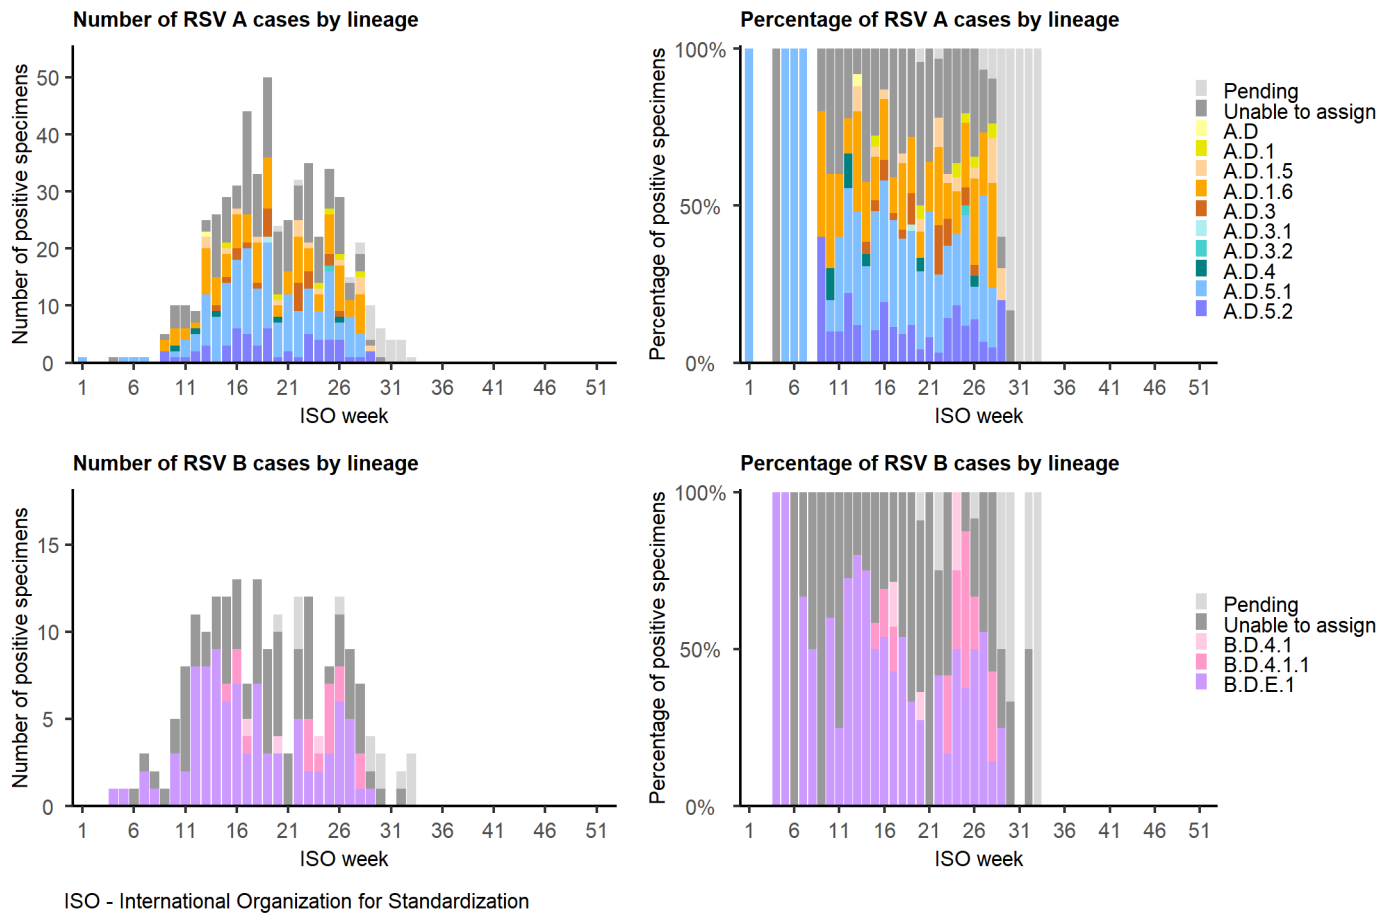 Number of RSV A cases by lineage
Number of positive specimens
50
40
30
20
10
0
1 6 11 16 21 26 31 36 41 46 51
ISO week
Percentage of RSV A cases by lineage
Percentage of positive specimens
100%
50%
0%
1 6 11 16 21 26 31 36 41 46 51
ISO week
Pending
Unable to assign
A.D
A.D.1
A.D.1.5
A.D.1.6
A.D.3
A.D.3.1
A.D.3.2
A.D.4
A.D.5.1
A.D.5.2
Number of RSV B cases by lineage
Number of positive specimens
15
10
5
0
1 6 11 16 21 26 31 36 41 46 51
ISO week
Percentage of RSV B cases by lineage
Percentage of positive specimens
100%
50%
0%
1 6 11 16 21 26 31 36 41 46 51
ISO week
Pending
Unable to assign
B.D.4.1
B.D.4.1.1
B.D.E.1
ISO - International Organization for Standardization